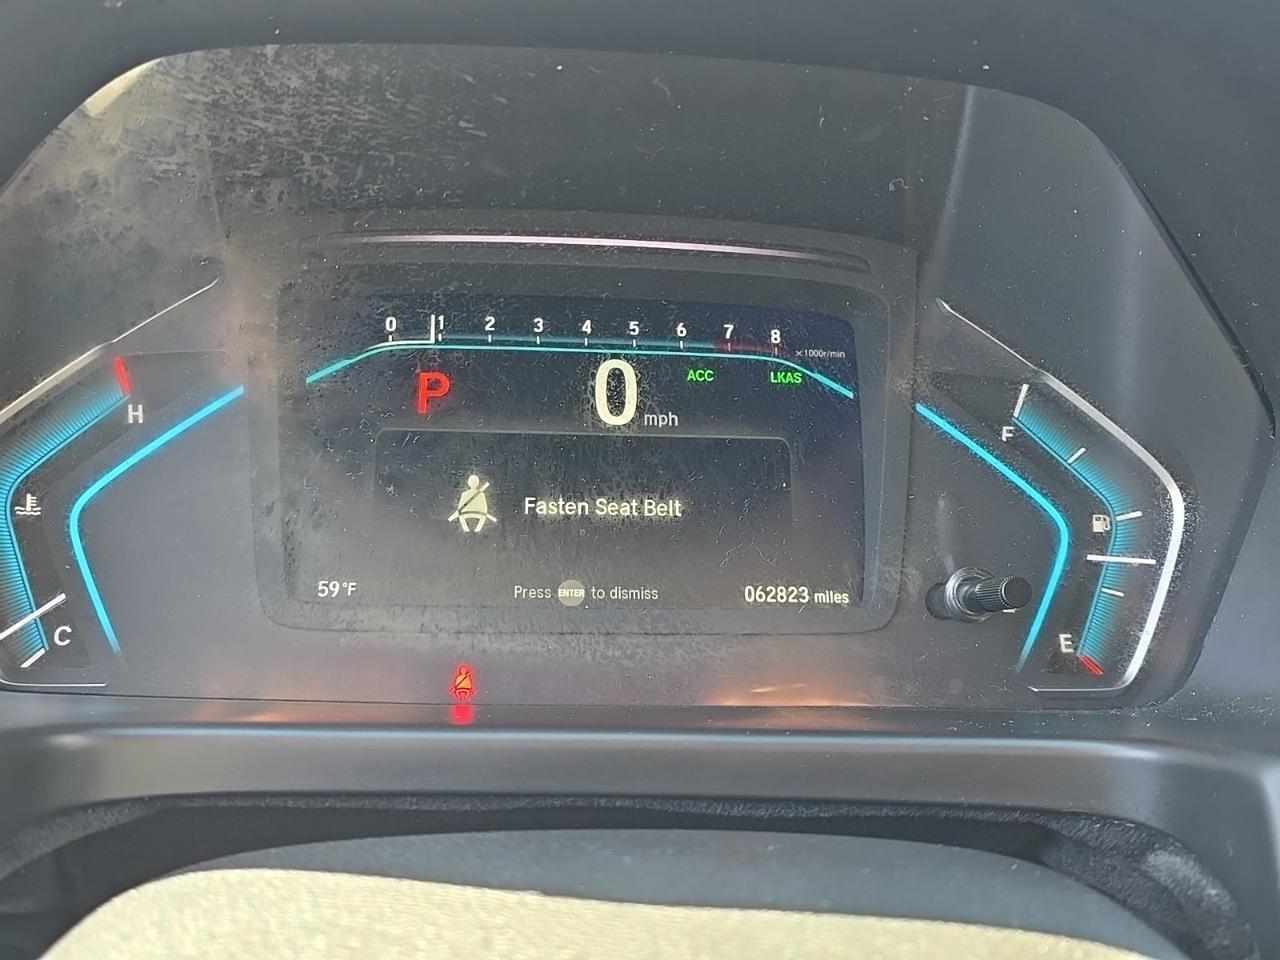 0 1 2 3 4 5 6 7 8
×1000r/min
P 0 mph ACC LKAS
H
F
Fasten Seat Belt
59°F Press ENTER to dismiss 062823 miles
C
E